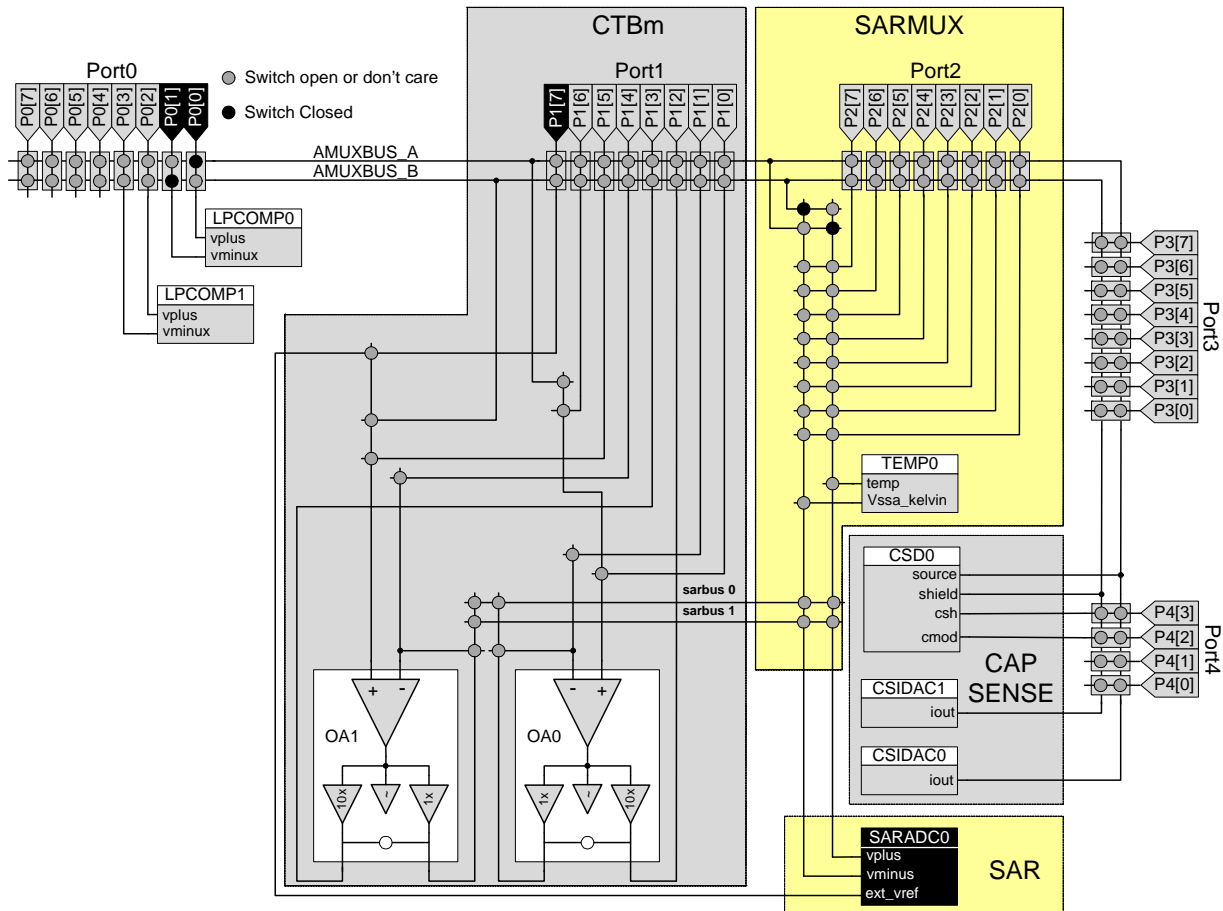 CTBm
SARMUX
Port0
Switch open or don't care
Switch Closed
Port1
Port2
P0[7]
P0[6]
P0[5]
P0[4]
P0[3]
P0[2]
P0[1]
P0[0]
P1[7]
P1[6]
P1[5]
P1[4]
P1[3]
P1[2]
P1[1]
P1[0]
P2[7]
P2[6]
P2[5]
P2[4]
P2[3]
P2[2]
P2[1]
P2[0]
AMUXBUS_A
AMUXBUS_B
LPCOMP0
vplus
vminux
LPCOMP1
vplus
vminux
P3[7]
P3[6]
P3[5]
P3[4]
P3[3]
P3[2]
P3[1]
P3[0]
Port3
TEMP0
temp
Vssa_kelvin
CSD0
source
shield
csh
cmod
sarbus 0
sarbus 1
P4[3]
P4[2]
P4[1]
P4[0]
Port4
CAP
SENSE
CSIDAC1
iout
CSIDAC0
iout
+ -
OA1
10x
~
1x
- +
OA0
1x
~
10x
SARADC0
vplus
vminus
ext_vref
SAR